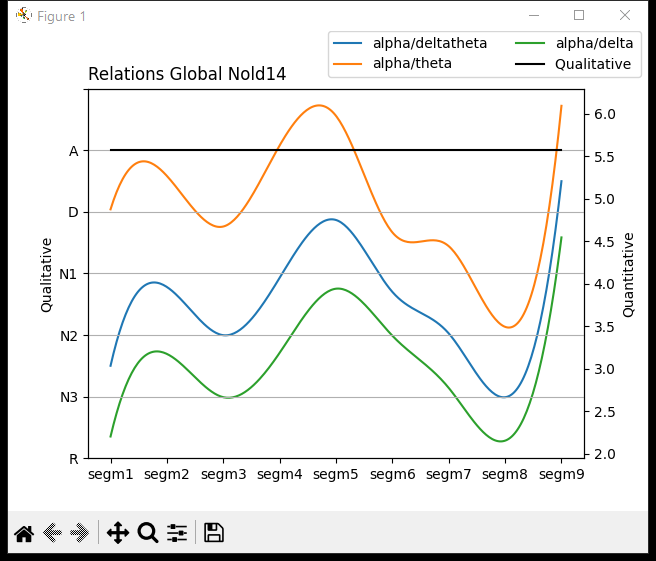 Figure 1
alpha/deltatheta
alpha/theta
alpha/delta
Qualitative
Relations Global Nold14
A
D
N1
N2
N3
R
Qualitative
6.0
5.5
5.0
4.5
4.0
3.5
3.0
2.5
2.0
Quantitative
segm1 segm2 segm3 segm4 segm5 segm6 segm7 segm8 segm9